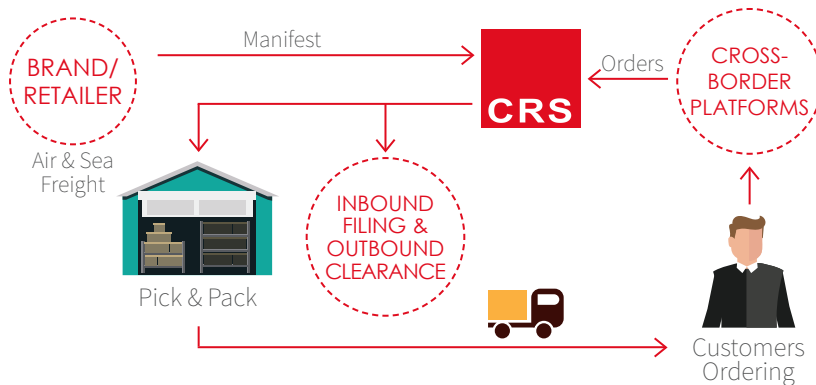 BRAND/
RETAILER
Air & Sea
Freight
Manifest
CRS
Orders
CROSS-
BORDER
PLATFORMS
INBOUND
FILING &
OUTBOUND
CLEARANCE
Pick & Pack
Customers
Ordering